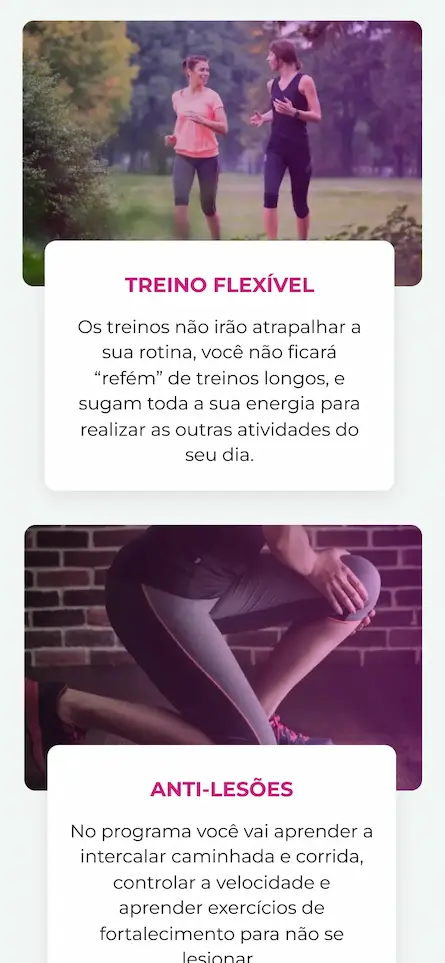 TREINO FLEXÍVEL
Os treinos não irão atrapalhar a
sua rotina, você não ficará
“refém” de treinos longos, e
sugam toda a sua energia para
realizar as outras atividades do
seu dia.
ANTI-LESÕES
No programa você vai aprender a
intercalar caminhada e corrida,
controlar a velocidade e
aprender exercícios de
fortalecimento para não se
lesionar